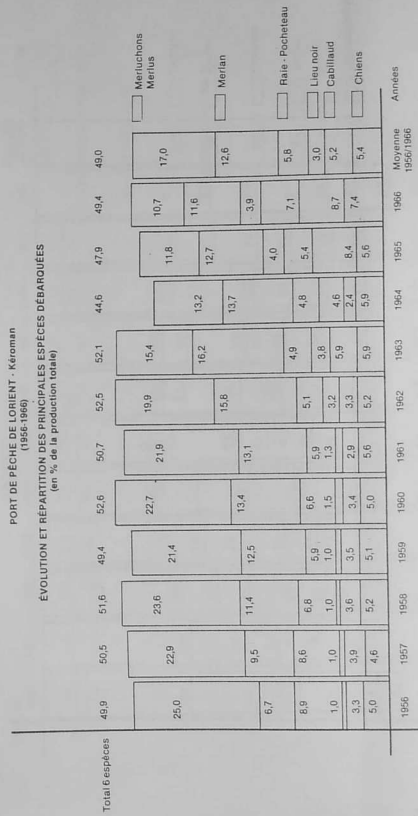 PORT DE PÊCHE DE LORIENT - Kéroman
(1956-1966)
ÉVOLUTION ET RÉPARTITION DES PRINCIPALES ESPÈCES DÉBARQUÉES
(en % de la production totale)
Total 6 espèces 49,9 50,5 51,6 49,4 52,6 50,7 52,5 52,1 44,6 47,9 49,4 49,0
25,0 22,9 23,6 21,4 22,7 21,9 19,9 15,4 13,2 11,8 10,7 17,0 Merluchons
Merlus
6,7 9,5 11,4 12,5 13,4 13,1 15,8 16,2 13,7 12,7 11,6 12,6 Merlan
8,9 8,6 6,8 5,9 6,6 5,9 5,1 4,9 4,8 4,0 3,9 5,8 Raie - Pocheteau
1,0 1,0 1,0 1,0 1,5 1,3 3,2 3,8 4,6 5,4 7,1 3,0 Lieu noir
3,3 3,9 3,6 3,5 3,4 2,9 3,3 5,9 2,4 8,4 8,7 5,2 Cabillaud
5,0 4,6 5,2 5,1 5,0 5,6 5,2 5,9 5,9 5,6 7,4 5,4 Chiens
1956 1957 1958 1959 1960 1961 1962 1963 1964 1965 1966 Moyenne
1956/1966 Années